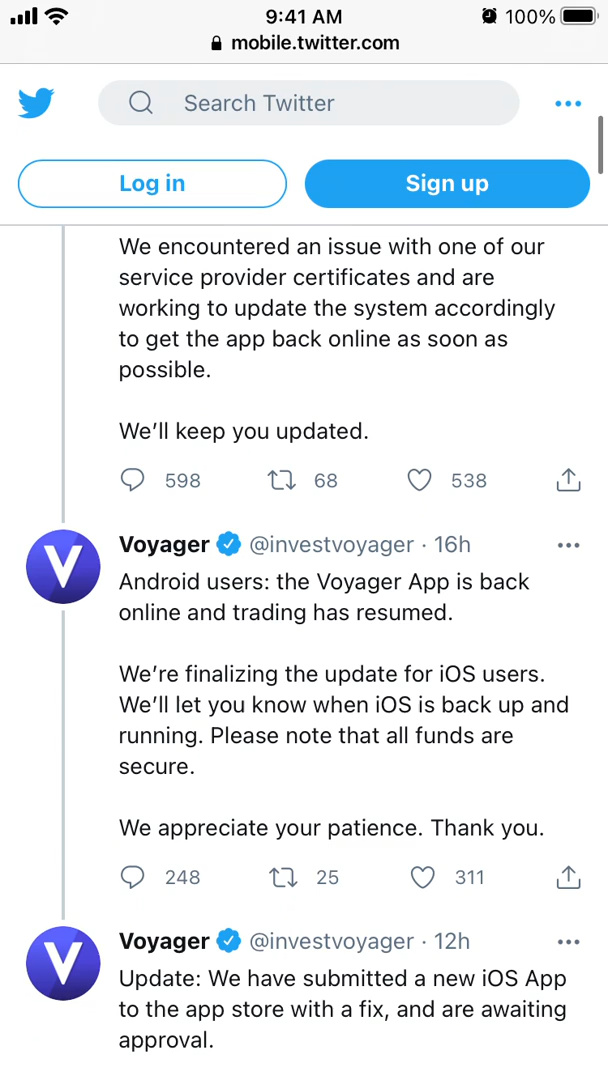 9:41 AM
100%
mobile.twitter.com
Search Twitter
Log in
Sign up
We encountered an issue with one of our
service provider certificates and are
working to update the system accordingly
to get the app back online as soon as
possible.
We'll keep you updated.
598 68 538
V
Voyager @investvoyager · 16h
Android users: the Voyager App is back
online and trading has resumed.
We're finalizing the update for iOS users.
We'll let you know when iOS is back up and
running. Please note that all funds are
secure.
We appreciate your patience. Thank you.
248 25 311
V
Voyager @investvoyager · 12h
Update: We have submitted a new iOS App
to the app store with a fix, and are awaiting
approval.